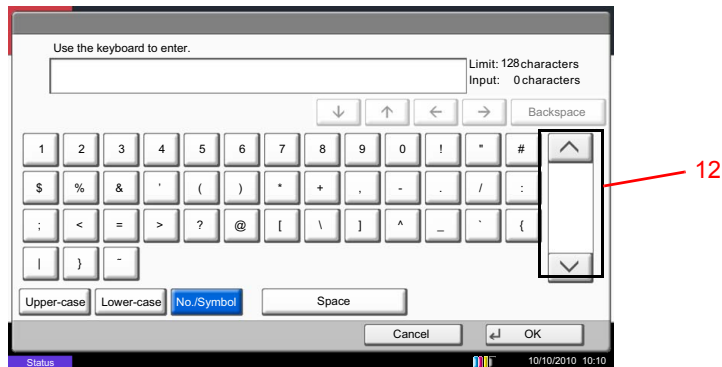 Use the keyboard to enter.
Limit: 128 characters
Input: 0 characters
Backspace
1 2 3 4 5 6 7 8 9 0 ! " #
$ % & ' ( ) * + , - . / :
; < = > ? @ [ \ ] ^ _ ` {
| } ~
12
Upper-case Lower-case No./Symbol Space
Cancel OK
Status 10/10/2010 10:10